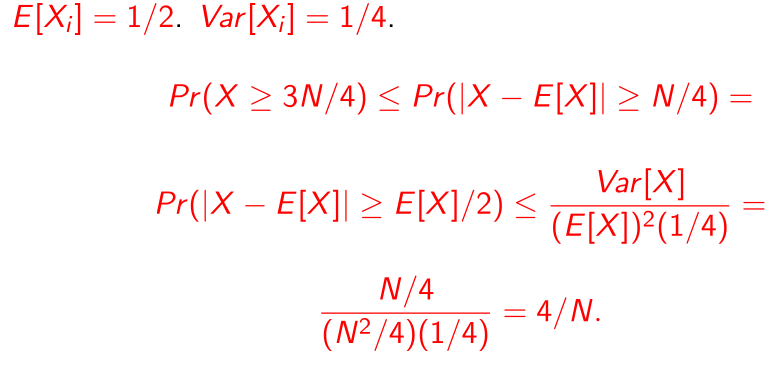 E[X_i] = 1/2. Var[X_i] = 1/4.
Pr(X ≥ 3N/4) ≤ Pr(|X − E[X]| ≥ N/4) =
Pr(|X − E[X]| ≥ E[X]/2) ≤ Var[X] / (E[X])²(1/4) =
N/4 / (N²/4)(1/4) = 4/N.